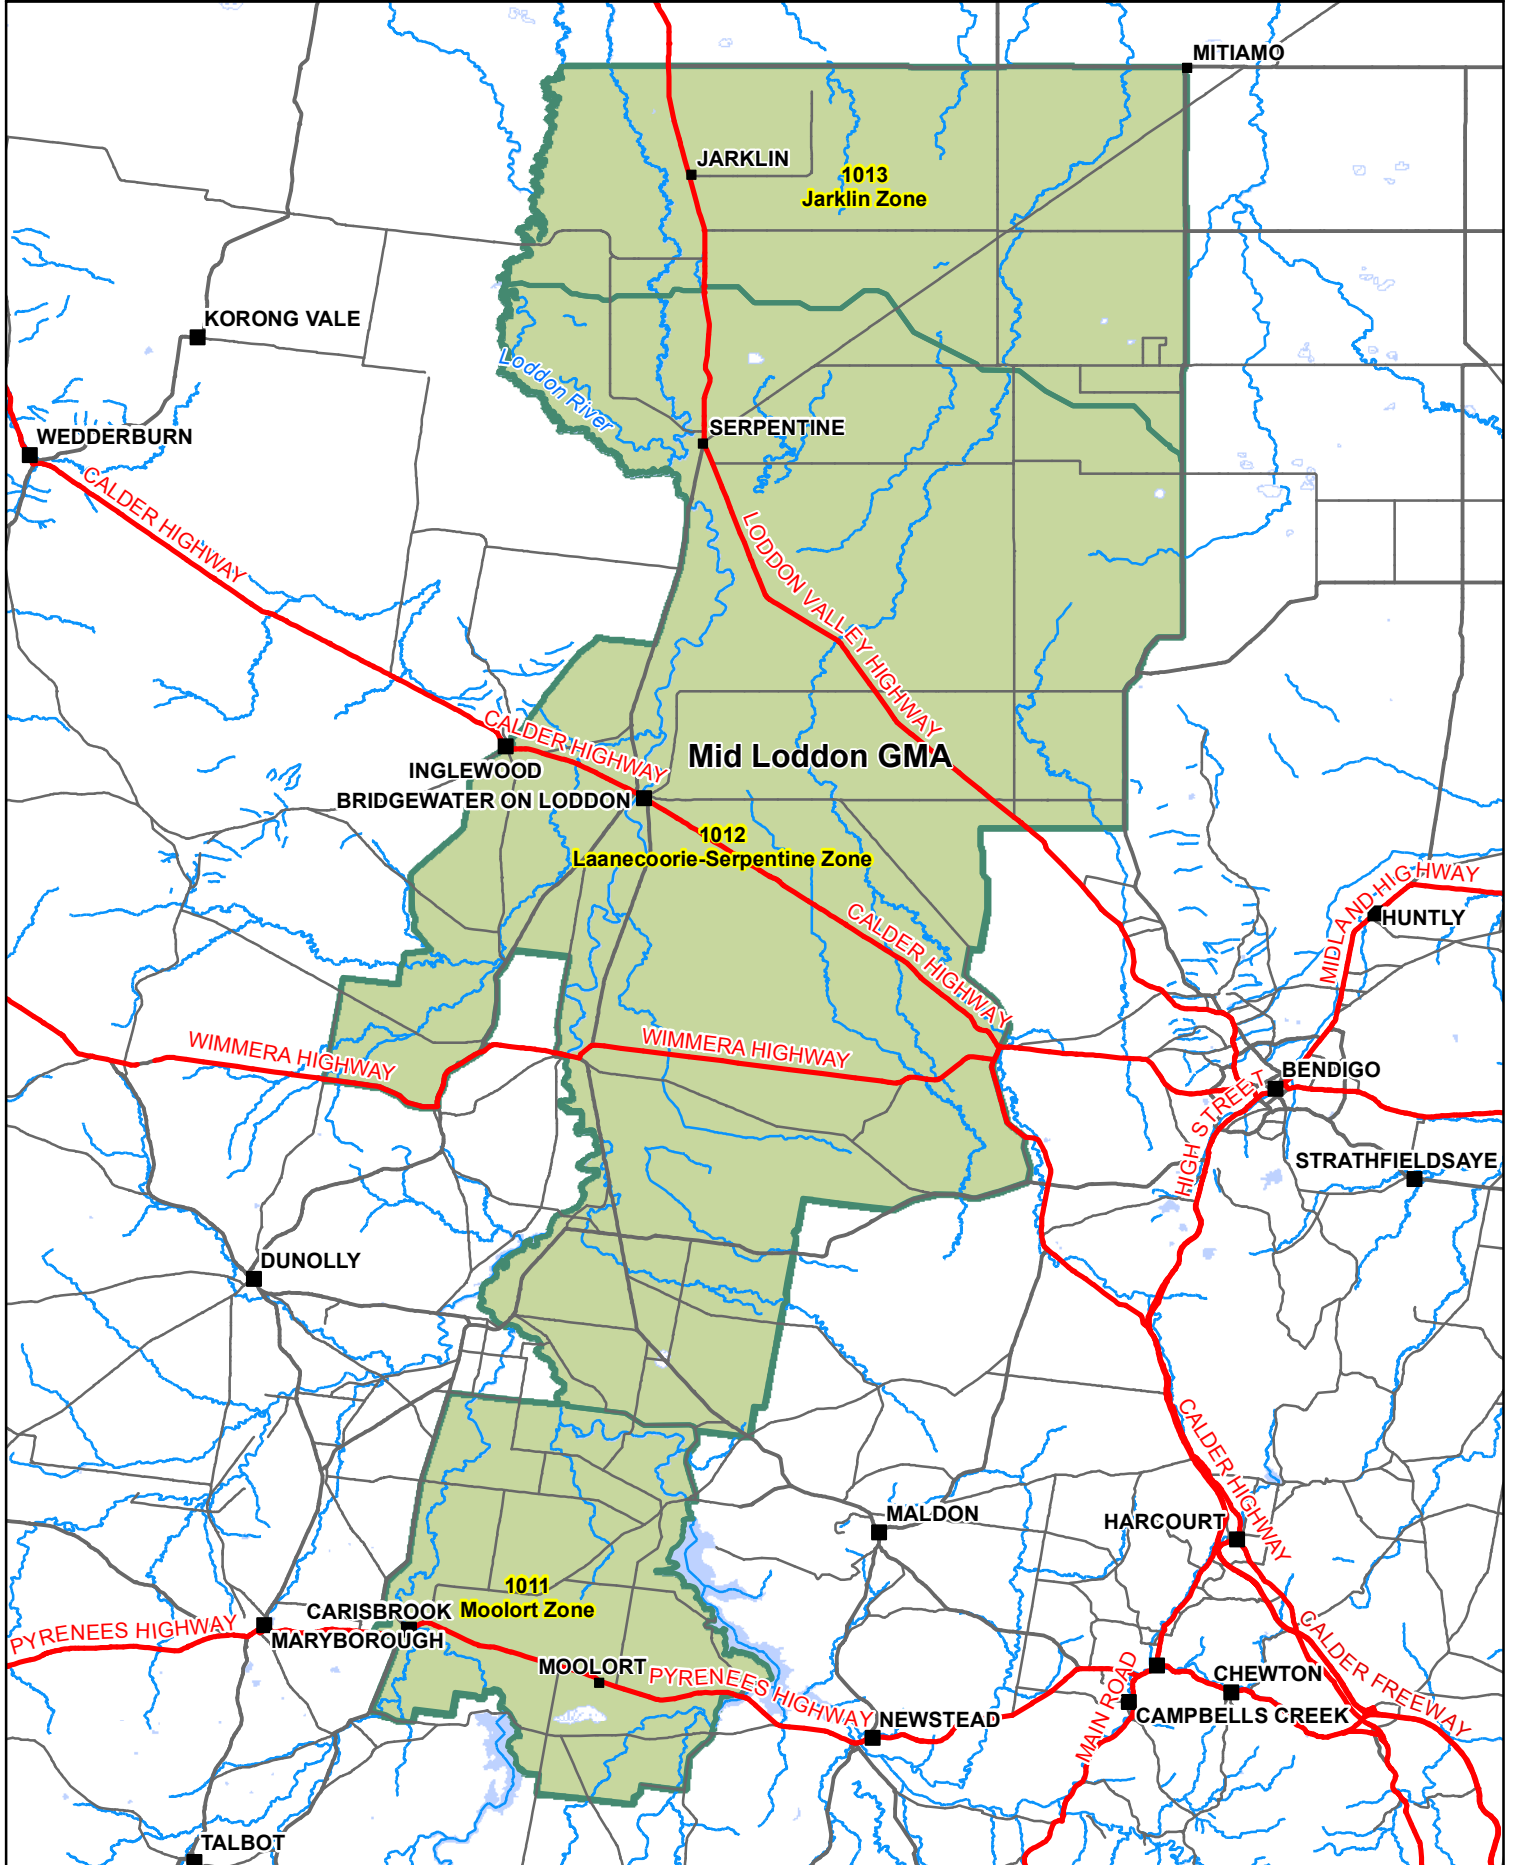 MITIAMO
JARKLIN
1013
Jarklin Zone
KORONG VALE
Loddon River
WEDDERBURN
SERPENTINE
CALDER HIGHWAY
LODDON VALLEY HIGHWAY
CALDER HIGHWAY
Mid Loddon GMA
INGLEWOOD
BRIDGEWATER ON LODDON
1012
Laanecoorie-Serpentine Zone
CALDER HIGHWAY
MIDLAND HIGHWAY
HUNTLY
WIMMERA HIGHWAY
WIMMERA HIGHWAY
BENDIGO
HIGH STREET
STRATHFIELDSAYE
DUNOLLY
CALDER HIGHWAY
MALDON
HARCOURT
1011
Moolort Zone
CARISBROOK
PYRENEES HIGHWAY
MARYBOROUGH
MOOLORT
PYRENEES HIGHWAY
CALDER FREEWAY
MAIN ROAD
CHEWTON
CAMPBELLS CREEK
NEWSTEAD
TALBOT